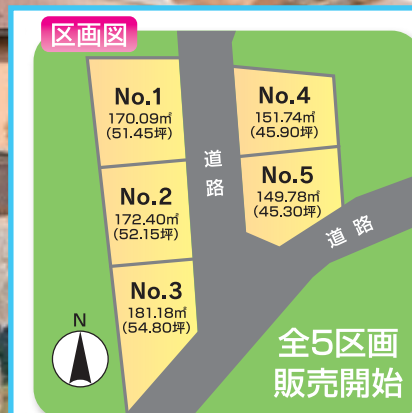 区画図
No.1
170.09㎡
(51.45坪)
No.2
172.40㎡
(52.15坪)
No.3
181.18㎡
(54.80坪)
No.4
151.74㎡
(45.90坪)
No.5
149.78㎡
(45.30坪)
道路
道路
N
全5区画
販売開始